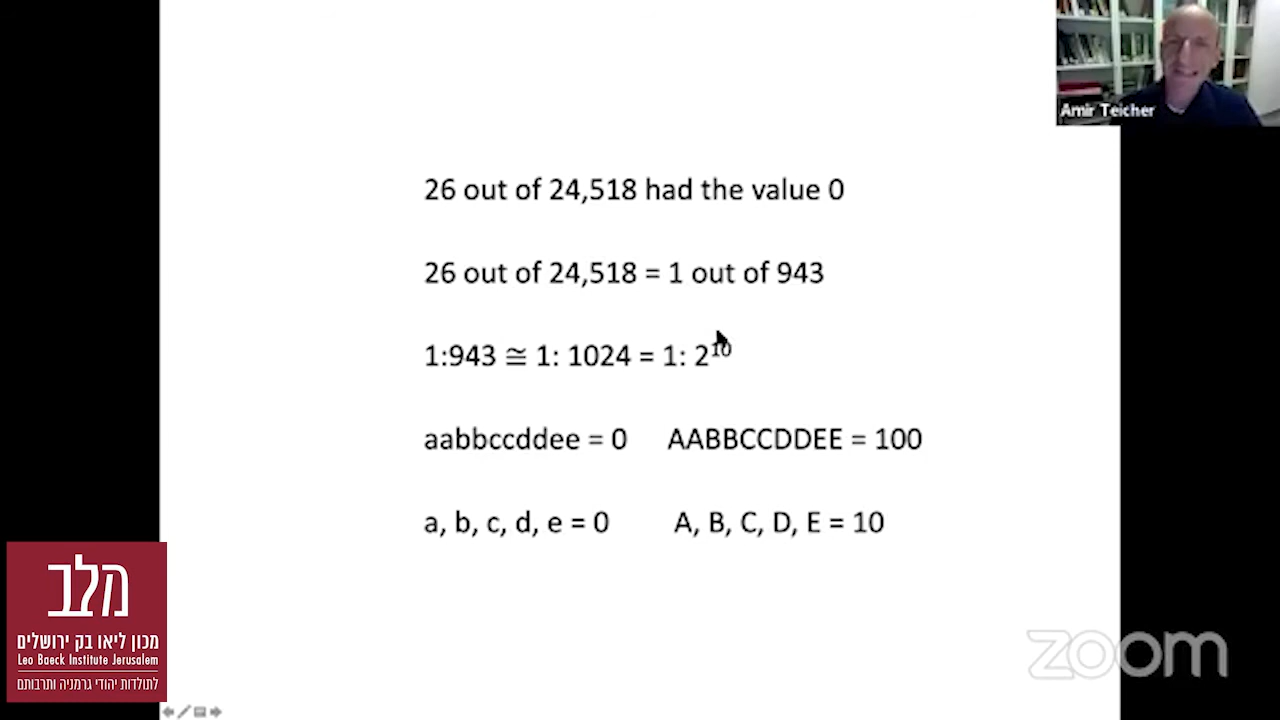 Amir Teicher
26 out of 24,518 had the value 0
26 out of 24,518 = 1 out of 943
1:943 ≅ 1: 1024 = 1: 2¹⁰
aabbccddee = 0 AABBCCDDEE = 100
a, b, c, d, e = 0 A, B, C, D, E = 10
מלב
מכון ליאו בק ירושלים
Leo Baeck Institute Jerusalem
לתולדות יהודי גרמניה ותרבותם
zoom